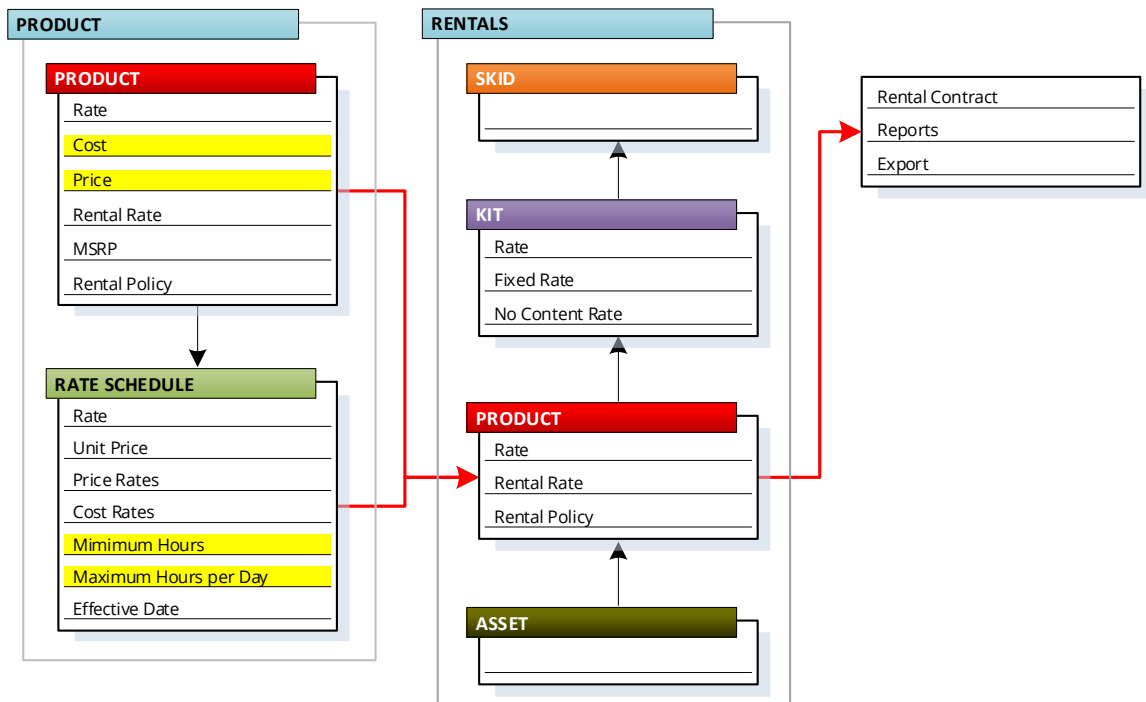 PRODUCT
PRODUCT
Rate
Cost
Price
Rental Rate
MSRP
Rental Policy
RATE SCHEDULE
Rate
Unit Price
Price Rates
Cost Rates
Mimimum Hours
Maximum Hours per Day
Effective Date
RENTALS
SKID
KIT
Rate
Fixed Rate
No Content Rate
PRODUCT
Rate
Rental Rate
Rental Policy
ASSET
Rental Contract
Reports
Export